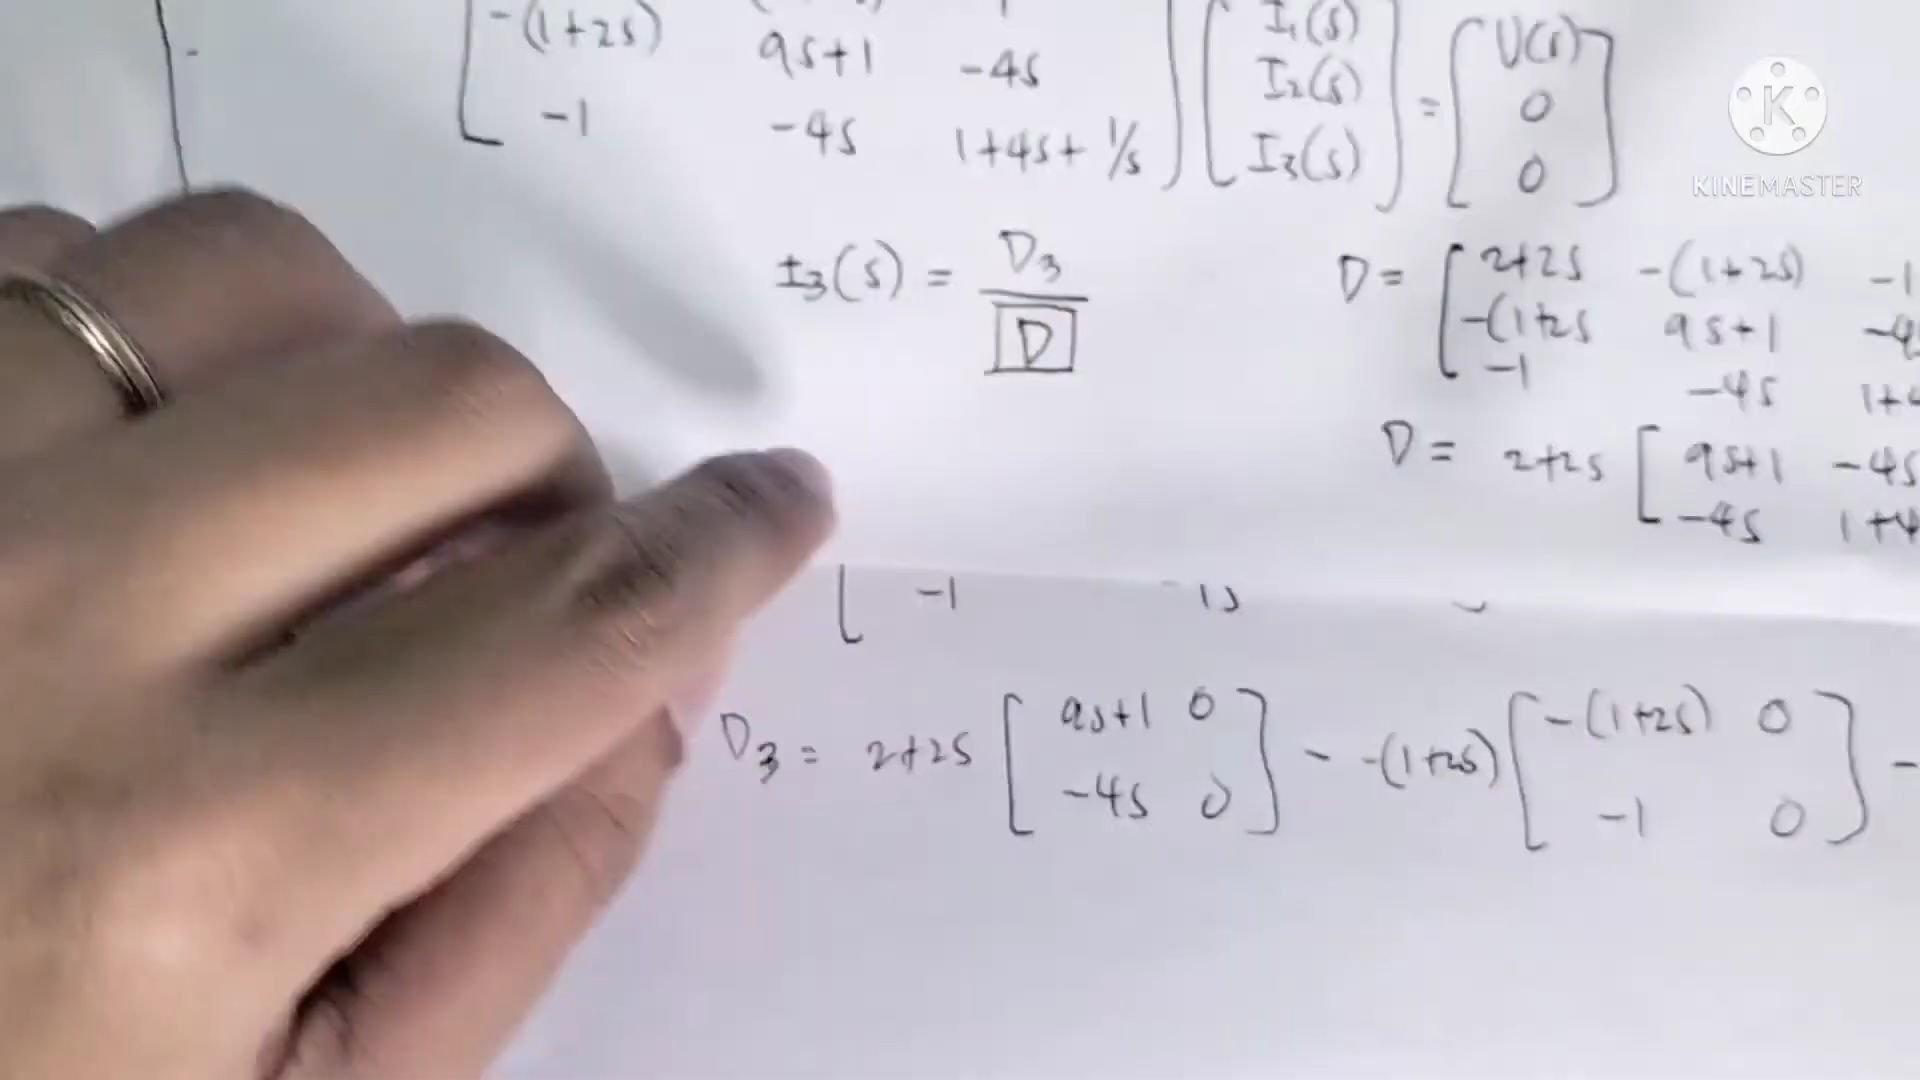 -(1+2s) 9s+1 -4s
-1 -4s 1+4s+1/s
I₁(s)
I₂(s)
I₃(s)
=
U(s)
0
0
K
KINEMASTER
I₃(s) = D₃
D
D = 2+2s -(1+2s) -1
-(1+2s 9s+1
-1 -4s
D = 2+2s [ 9s+1 -4s
-4s
[ -1
D₃ = 2+2s [ 9s+1 0 ] - -(1+2s) [ -(1+2s) 0 ] -
-4s 0 -1 0